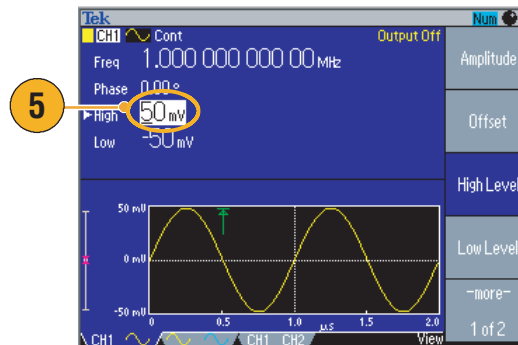 Tek Num
CH1 Cont Output Off
Freq 1.000 000 000 00 MHz
Phase 0.00 °
5
High 50 mV
Low -50 mV
Amplitude
Offset
High Level
Low Level
-more-
1 of 2
50 mV
0 mV
-50 mV
0 0.5 1.0 µs 1.5 2.0
CH1 CH1 CH2 View